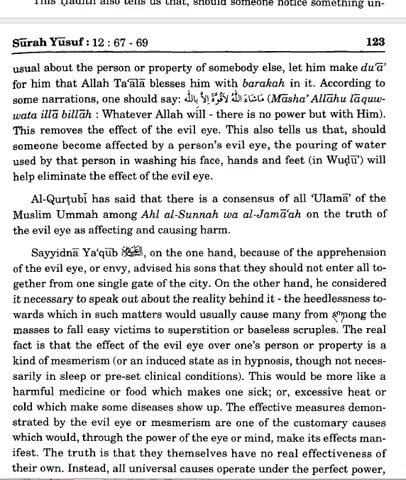 This Ḥadīth also tells us that, should someone notice something un-
Sūrah Yūsuf : 12 : 67 - 69 123
usual about the person or property of somebody else, let him make du'ā'
for him that Allah Ta'ālā blesses him with barakah in it. According to
some narrations, one should say: مَاشَاءَ اللهُ لَا قُوَّةَ إِلَّا بِاللهِ (Māsha' Allāhu lāquw-
wata illā billāh : Whatever Allah will - there is no power but with Him).
This removes the effect of the evil eye. This also tells us that, should
someone become affected by a person's evil eye, the pouring of water
used by that person in washing his face, hands and feet (in Wuḍū') will
help eliminate the effect of the evil eye.
Al-Qurṭubī has said that there is a consensus of all 'Ulamā' of the
Muslim Ummah among Ahl al-Sunnah wa al-Jamā'ah on the truth of
the evil eye as affecting and causing harm.
Sayyidnā Ya'qūb, on the one hand, because of the apprehension
of the evil eye, or envy, advised his sons that they should not enter all to-
gether from one single gate of the city. On the other hand, he considered
it necessary to speak out about the reality behind it - the heedlessness to-
wards which in such matters would usually cause many from among the
masses to fall easy victims to superstition or baseless scruples. The real
fact is that the effect of the evil eye over one's person or property is a
kind of mesmerism (or an induced state as in hypnosis, though not neces-
sarily in sleep or pre-set clinical conditions). This would be more like a
harmful medicine or food which makes one sick; or, excessive heat or
cold which make some diseases show up. The effective measures demon-
strated by the evil eye or mesmerism are one of the customary causes
which would, through the power of the eye or mind, make its effects man-
ifest. The truth is that they themselves have no real effectiveness of
their own. Instead, all universal causes operate under the perfect power,